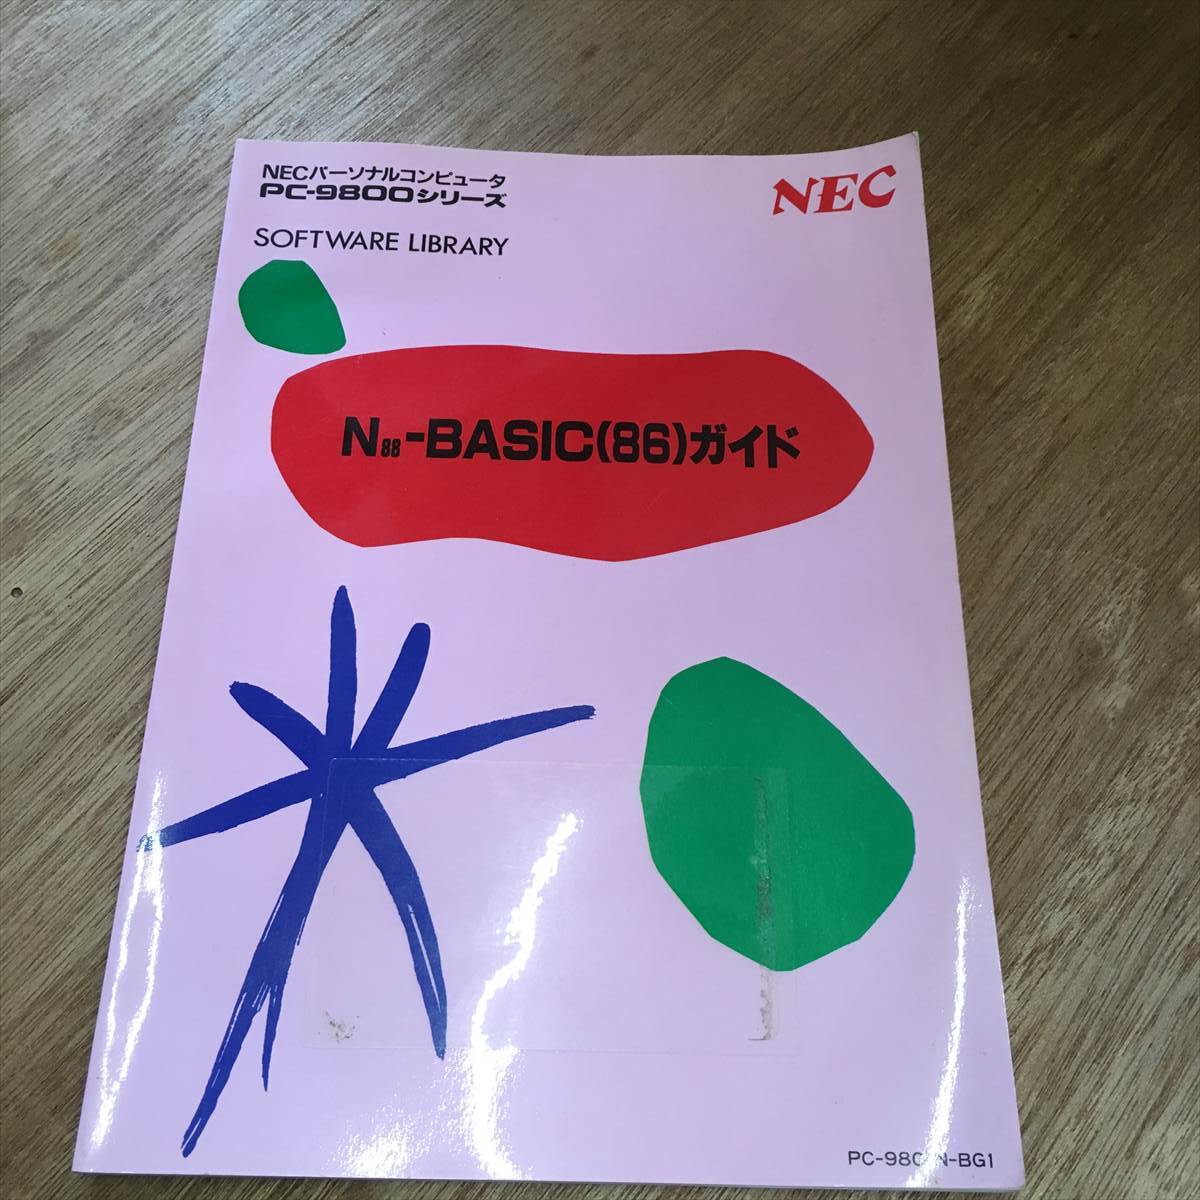 NECパーソナルコンピュータ
PC-9800シリーズ
NEC
SOFTWARE LIBRARY
N88-BASIC(86)ガイド